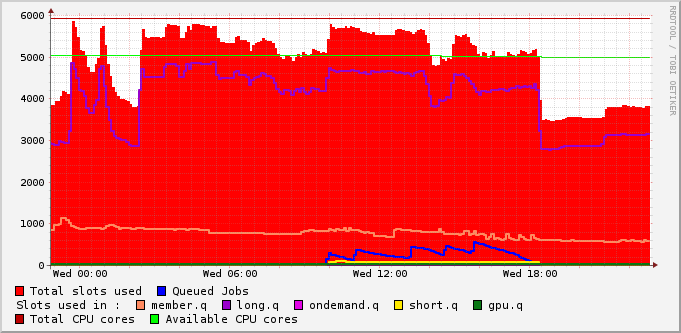 6000
5000
4000
3000
2000
1000
0
Wed 00:00 Wed 06:00 Wed 12:00 Wed 18:00
RRDTOOL / TOBI OETIKER
Total slots used Queued Jobs
Slots used in : member.q long.q ondemand.q short.q gpu.q
Total CPU cores Available CPU cores